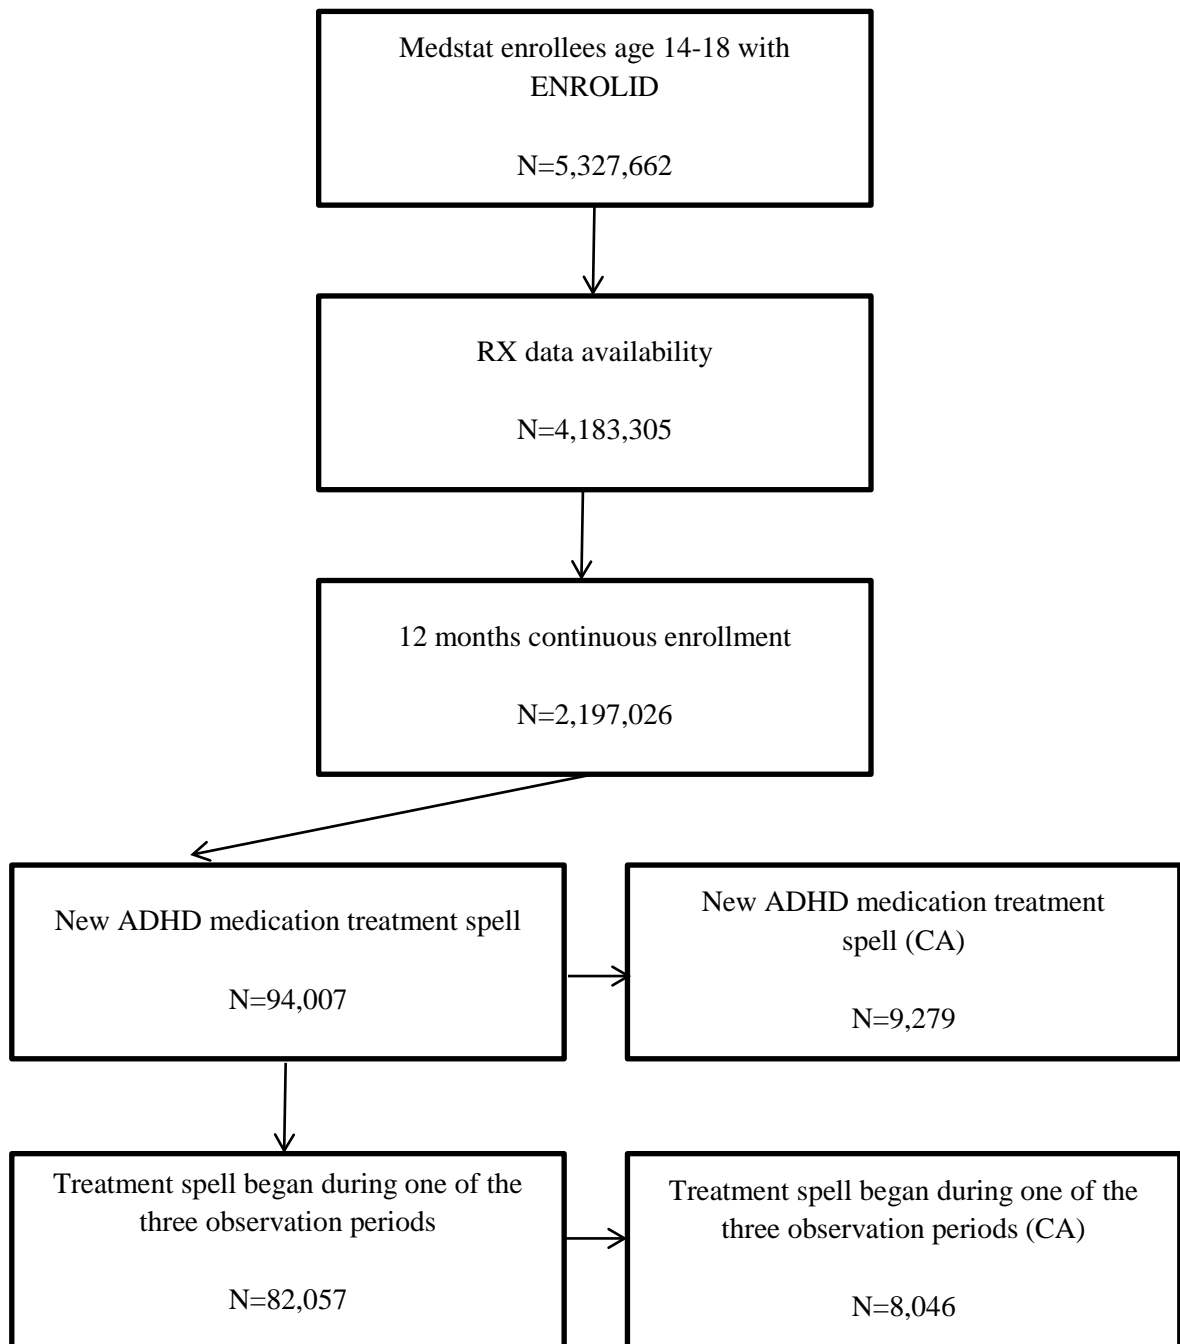 Medstat enrollees age 14-18 with
ENROLID
N=5,327,662
RX data availability
N=4,183,305
12 months continuous enrollment
N=2,197,026
New ADHD medication treatment spell
N=94,007
New ADHD medication treatment
spell (CA)
N=9,279
Treatment spell began during one of the
three observation periods
N=82,057
Treatment spell began during one of the
three observation periods (CA)
N=8,046